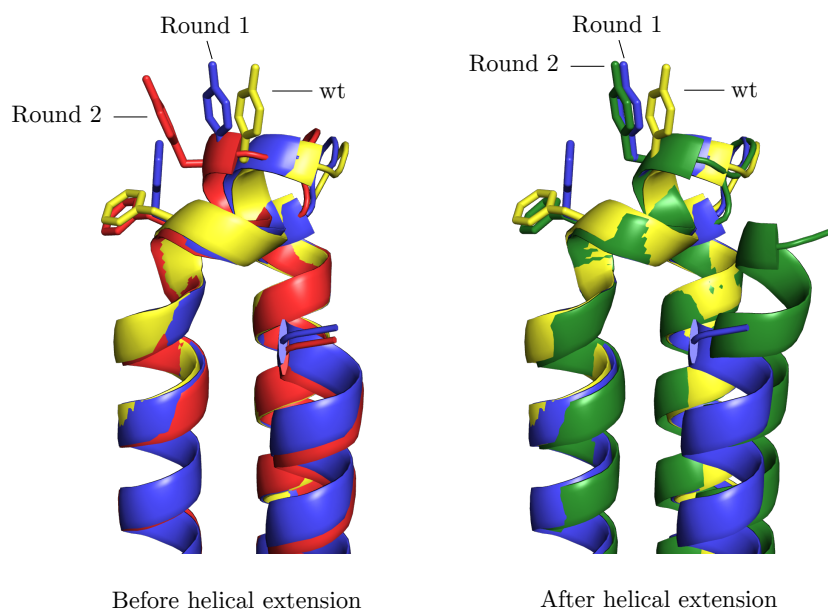 Round 1
Round 2
wt
Before helical extension
Round 1
Round 2
wt
After helical extension